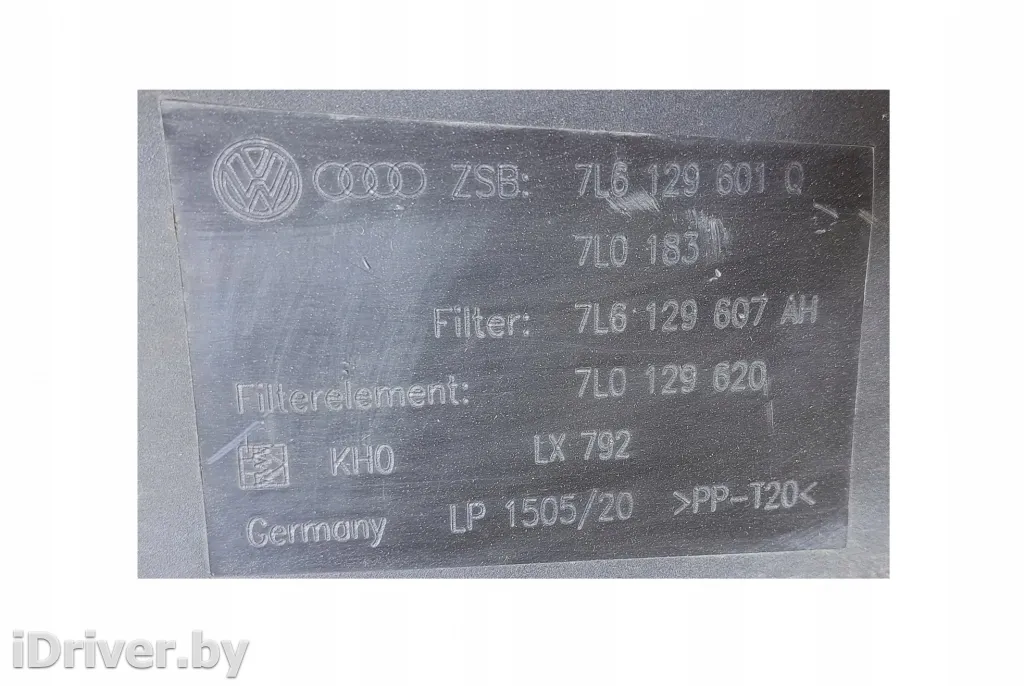 ZSB: 7L6 129 601 Q
7L0 183
Filter: 7L6 129 607 AH
Filterelement: 7L0 129 620
KHO LX 792
Germany LP 1505/20 >PP-T20<
iDriver.by